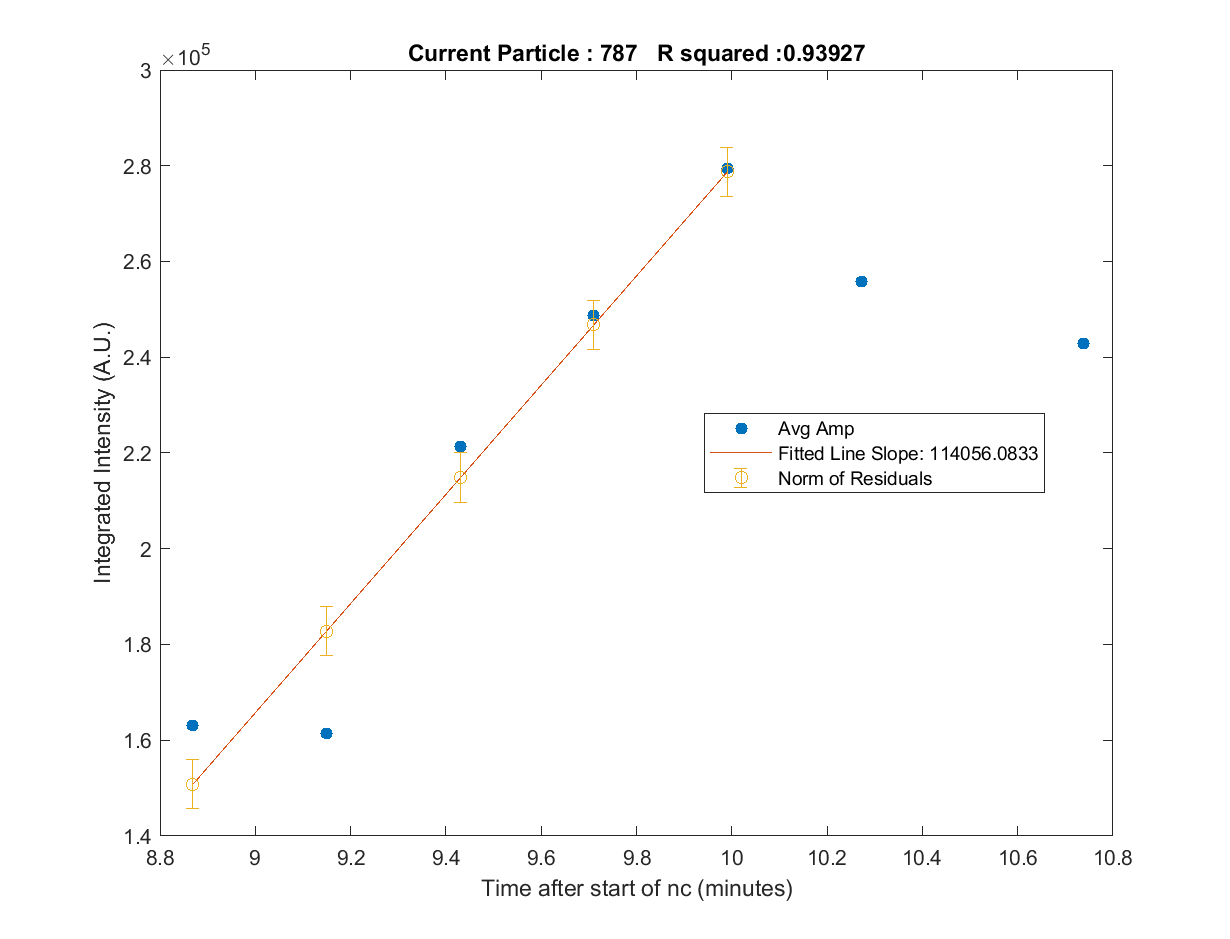 Current Particle : 787 R squared :0.93927
×10^5
3
2.8
2.6
2.4
2.2
2
1.8
1.6
1.4
Integrated Intensity (A.U.)
Avg Amp
Fitted Line Slope: 114056.0833
Norm of Residuals
8.8 9 9.2 9.4 9.6 9.8 10 10.2 10.4 10.6 10.8
Time after start of nc (minutes)